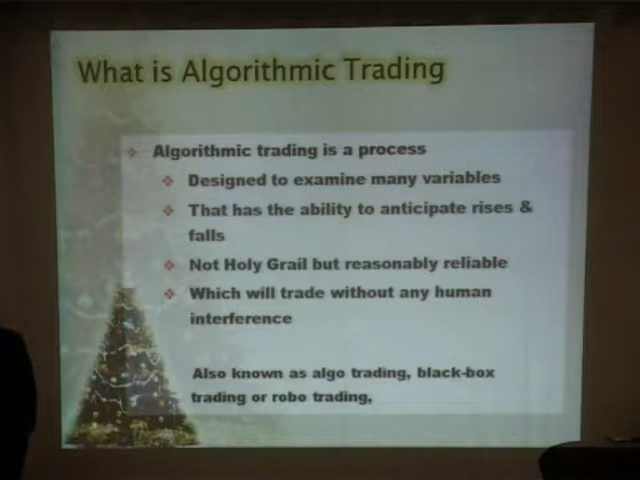 What is Algorithmic Trading
Algorithmic trading is a process
Designed to examine many variables
That has the ability to anticipate rises &
falls
Not Holy Grail but reasonably reliable
Which will trade without any human
interference
Also known as algo trading, black-box
trading or robo trading,